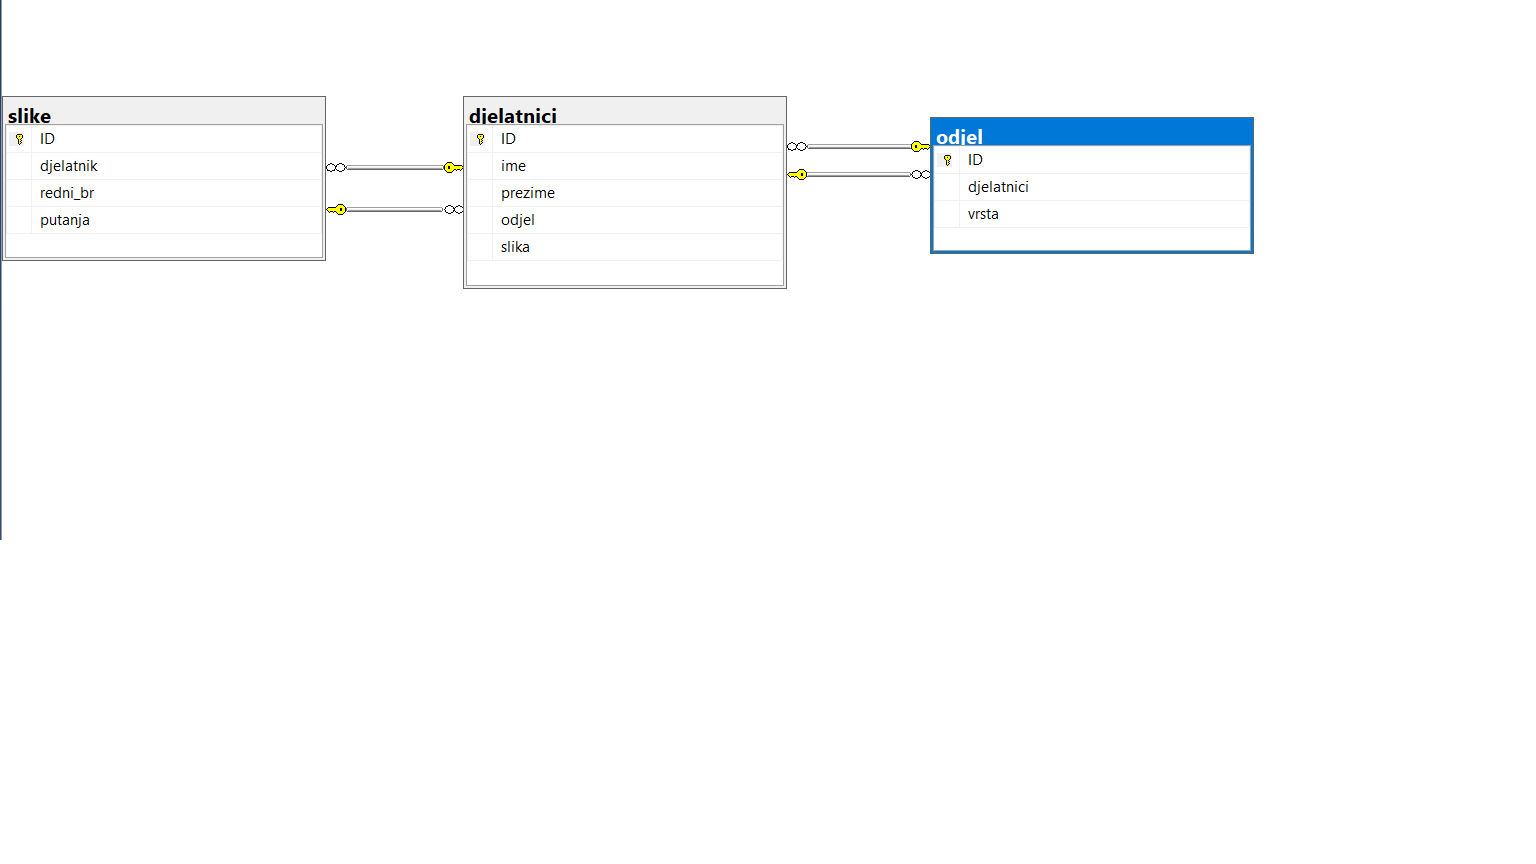 slike
ID
djelatnik
redni_br
putanja
djelatnici
ID
ime
prezime
odjel
slika
odjel
ID
djelatnici
vrsta